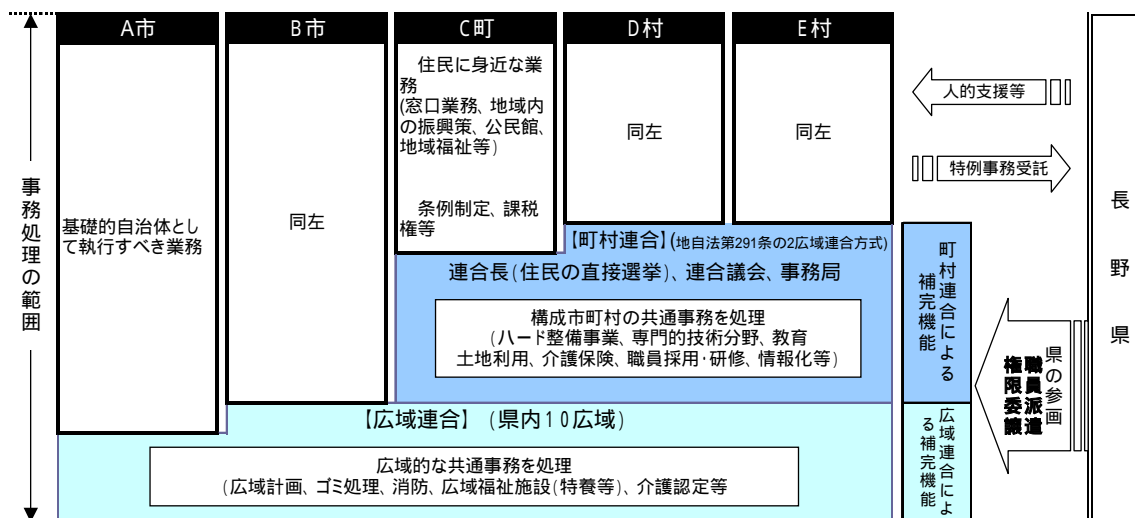 A市
B市
C町
D村
E村
事務処理の範囲
基礎的自治体とし
て執行すべき業務
同左
住民に身近な業
務
(窓口業務、地域内
の振興策、公民館、
地域福祉等)
条例制定、課税
権等
同左
同左
人的支援等
特例事務受託
長野県
【町村連合】(地自法第291条の2広域連合方式)
連合長(住民の直接選挙)、連合議会、事務局
構成市町村の共通事務を処理
(ハード整備事業、専門的技術分野、教育
土地利用、介護保険、職員採用・研修、情報化等)
町村連合による
補完機能
県の参画
職員派遣
権限委譲
【広域連合】 (県内10広域)
広域的な共通事務を処理
(広域計画、ゴミ処理、消防、広域福祉施設(特養等)、介護認定等
広域連合によ
る補完機能